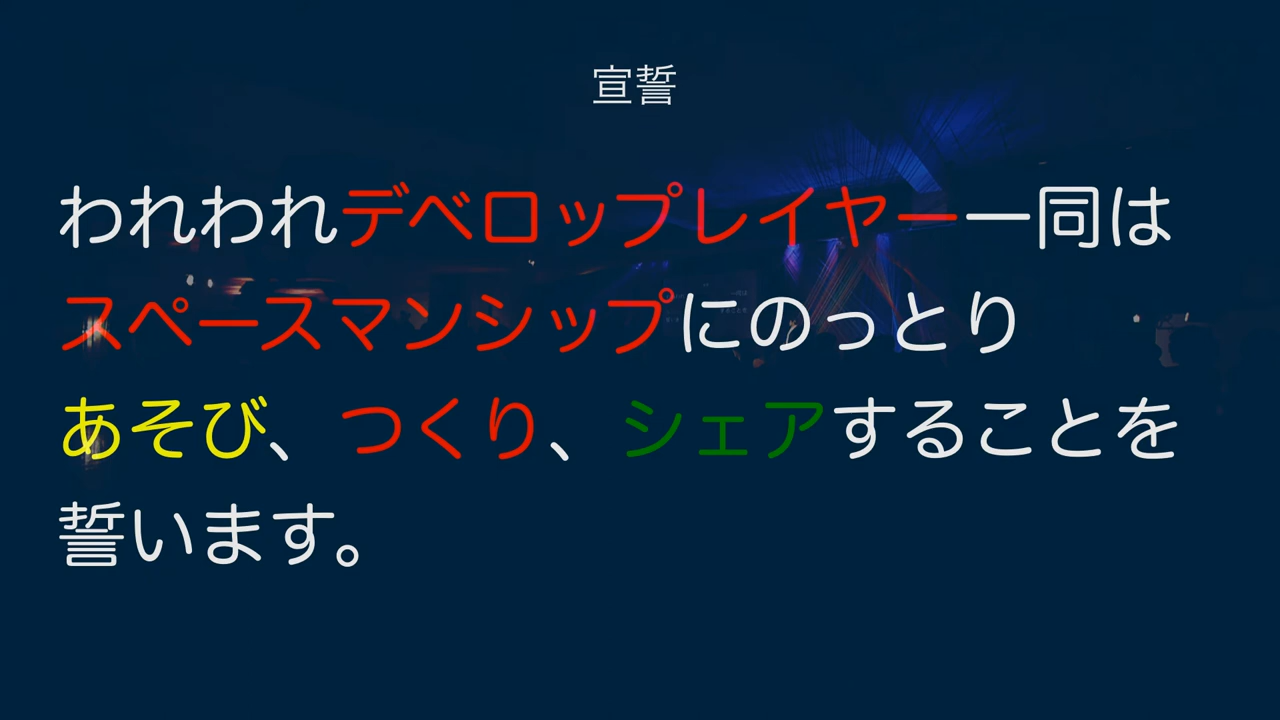 宣誓
われわれデベロップレイヤー一同は
スペースマンシップにのっとり
あそび、つくり、シェアすることを
誓います。